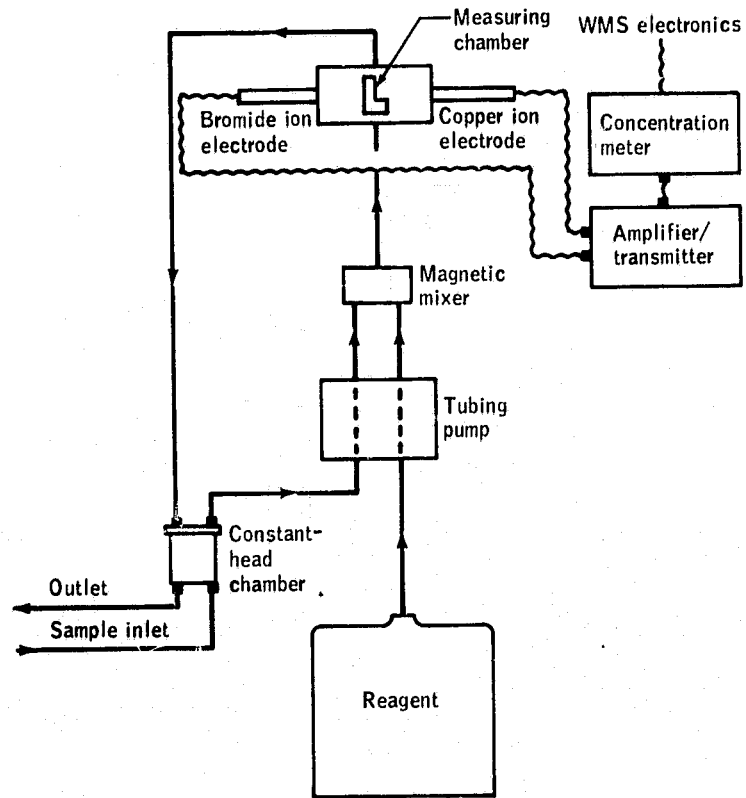 Measuring
chamber
WMS electronics
Bromide ion
electrode
Copper ion
electrode
Concentration
meter
Amplifier/
transmitter
Magnetic
mixer
Tubing
pump
Constant-
head
chamber
Outlet
Sample inlet
Reagent